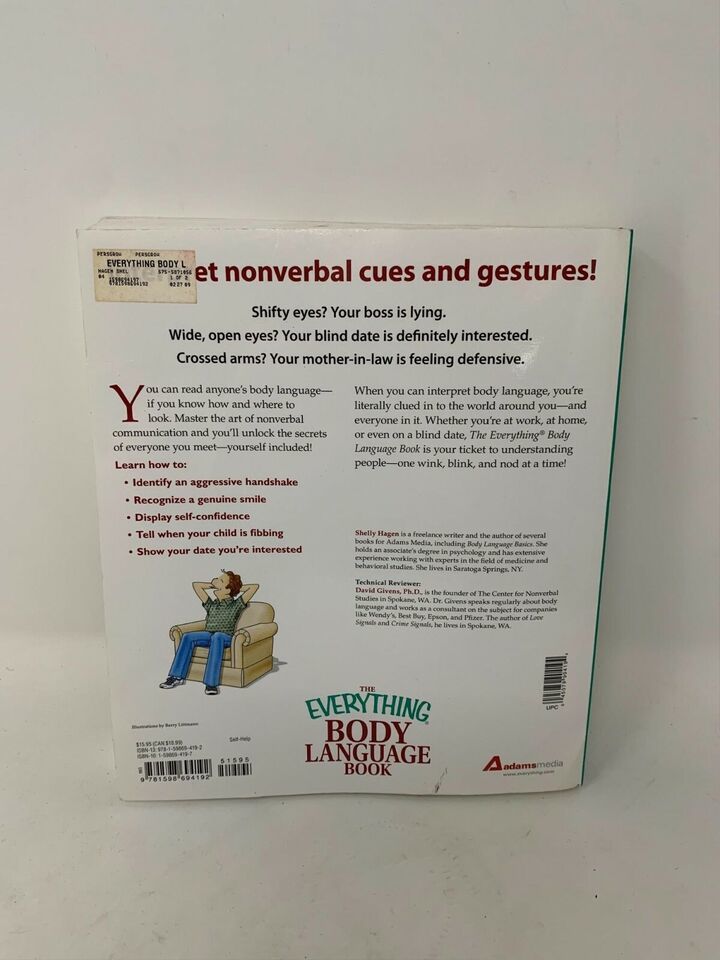 PERSGROW PERSGROW
EVERYTHING BODY L
HAGEN SHEL
04
1 OF 2
9781598694192
02 27 09
et nonverbal cues and gestures!
Shifty eyes? Your boss is lying.
Wide, open eyes? Your blind date is definitely interested.
Crossed arms? Your mother-in-law is feeling defensive.
You can read anyone's body language—
if you know how and where to
look. Master the art of nonverbal
communication and you'll unlock the secrets
of everyone you meet—yourself included!
Learn how to:
• Identify an aggressive handshake
• Recognize a genuine smile
• Display self-confidence
• Tell when your child is fibbing
• Show your date you're interested
When you can interpret body language, you're
literally clued in to the world around you—and
everyone in it. Whether you're at work, at home,
or even on a blind date, The Everything® Body
Language Book is your ticket to understanding
people—one wink, blink, and nod at a time!
Shelly Hagen is a freelance writer and the author of several
books for Adams Media, including Body Language Basics. She
holds an associate's degree in psychology and has extensive
experience working with experts in the field of medicine and
behavioral studies. She lives in Saratoga Springs, NY.
Technical Reviewer:
David Givens, Ph.D., is the founder of The Center for Nonverbal
Studies in Spokane, WA. Dr. Givens speaks regularly about body
language and works as a consultant on the subject for companies
like Wendy's, Best Buy, Epson, and Pfizer. The author of Love
Signals and Crime Signals, he lives in Spokane, WA.
UPC
Illustrations by Barry Littmann
$15.95 (CAN $18.99)
ISBN-13: 978-1-59869-419-2
ISBN-10: 1-59869-419-7
Self-Help
51595
9 781598 694192
THE
EVERYTHING®
BODY
LANGUAGE
BOOK
adamsmedia
www.everything.com